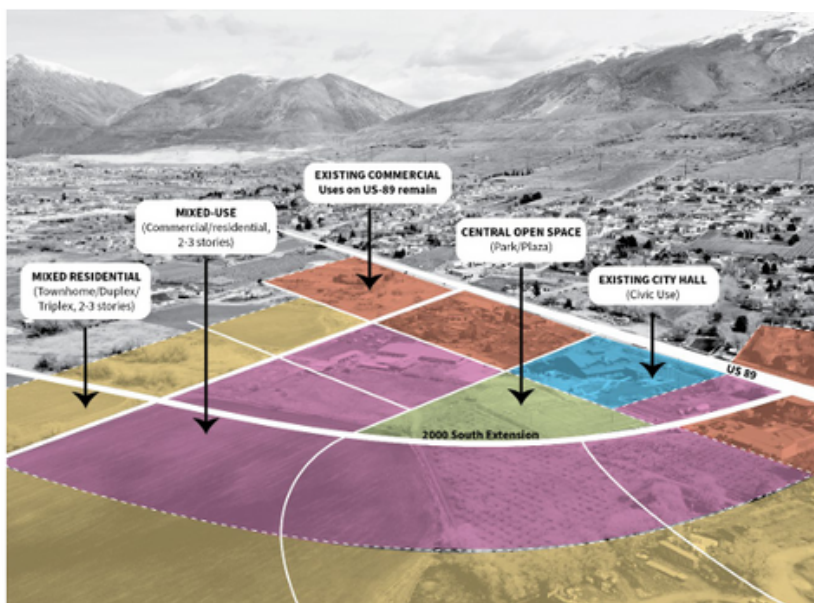 EXISTING COMMERCIAL
Uses on US-89 remain
MIXED-USE
(Commercial/residential,
2-3 stories)
CENTRAL OPEN SPACE
(Park/Plaza)
MIXED RESIDENTIAL
(Townhome/Duplex/
Triplex, 2-3 stories)
EXISTING CITY HALL
(Civic Use)
US 89
2000 South Extension